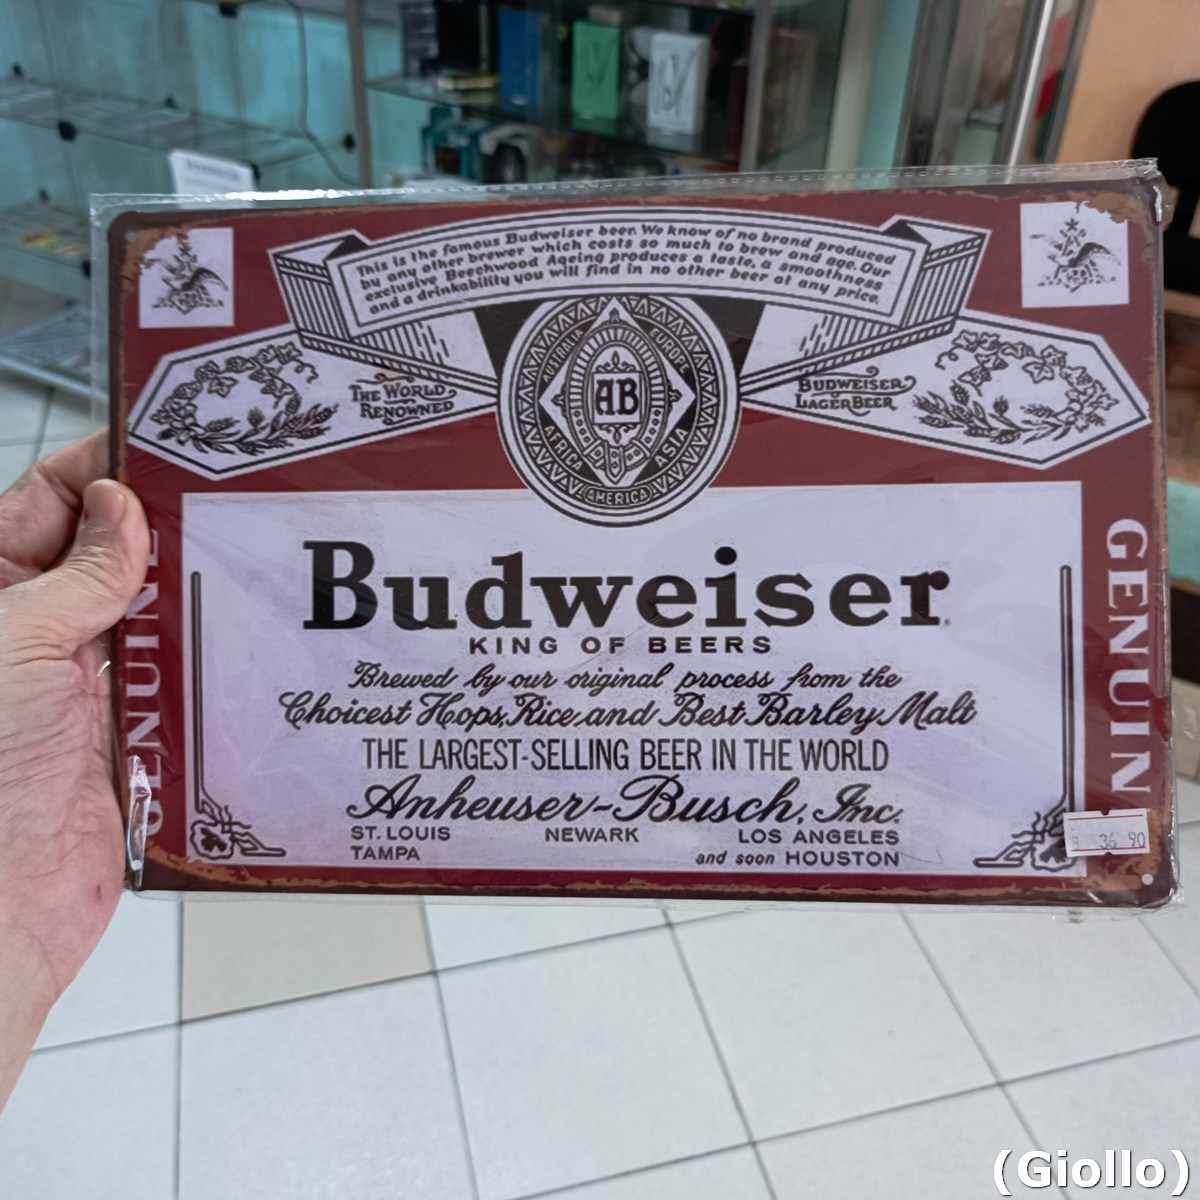 This is the famous Budweiser beer. We know of no brand produced
by any other brewer which costs so much to brew and age. Our
exclusive Beechwood Ageing produces a taste, a smoothness
and a drinkability you will find in no other beer at any price.
THE WORLD
RENOWNED
BUDWEISER
LAGER BEER
AUSTRALIA
EUROPE
AB
AFRICA
ASIA
AMERICA
GENUINE
GENUIN
Budweiser
KING OF BEERS
Brewed by our original process from the
Choicest Hops, Rice and Best Barley Malt
THE LARGEST-SELLING BEER IN THE WORLD
Anheuser-Busch, Inc.
ST. LOUIS NEWARK LOS ANGELES
TAMPA and soon HOUSTON
36 90
(Giollo)